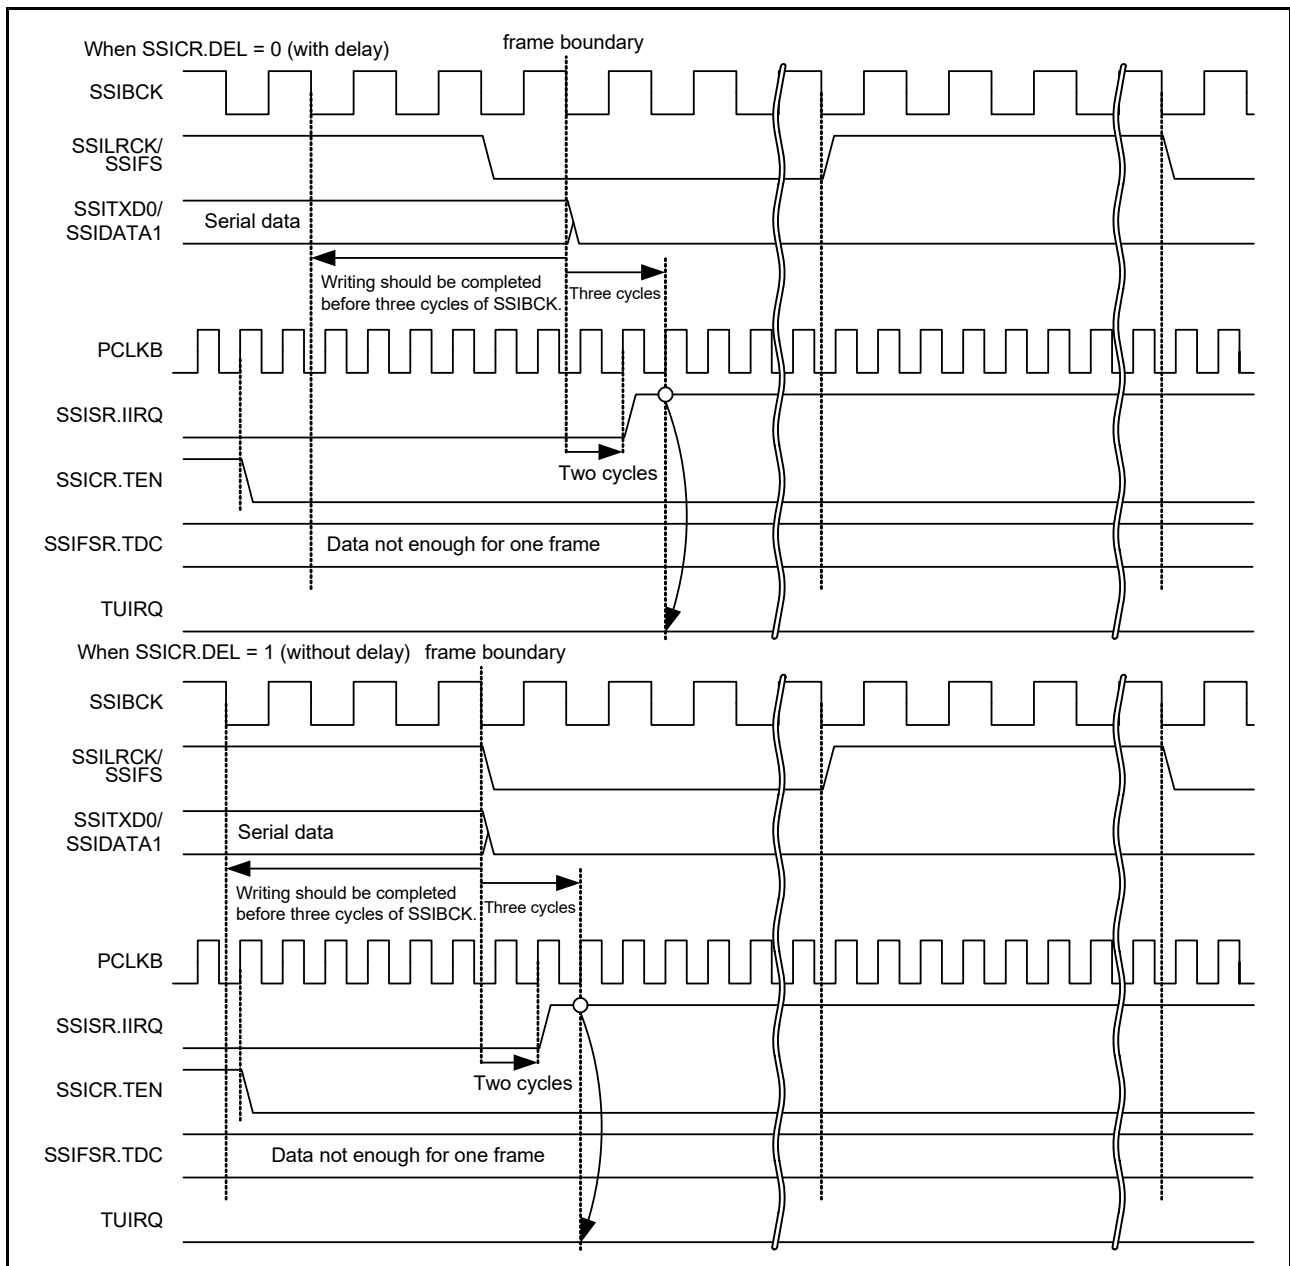 When SSICR.DEL = 0 (with delay)
frame boundary
SSIBCK
SSILRCK/
SSIFS
SSITXD0/
SSIDATA1
Serial data
Writing should be completed
before three cycles of SSIBCK.
Three cycles
PCLKB
SSISR.IIRQ
Two cycles
SSICR.TEN
SSIFSR.TDC
Data not enough for one frame
TUIRQ
When SSICR.DEL = 1 (without delay)
frame boundary
SSIBCK
SSILRCK/
SSIFS
SSITXD0/
SSIDATA1
Serial data
Writing should be completed
before three cycles of SSIBCK.
Three cycles
PCLKB
SSISR.IIRQ
Two cycles
SSICR.TEN
SSIFSR.TDC
Data not enough for one frame
TUIRQ